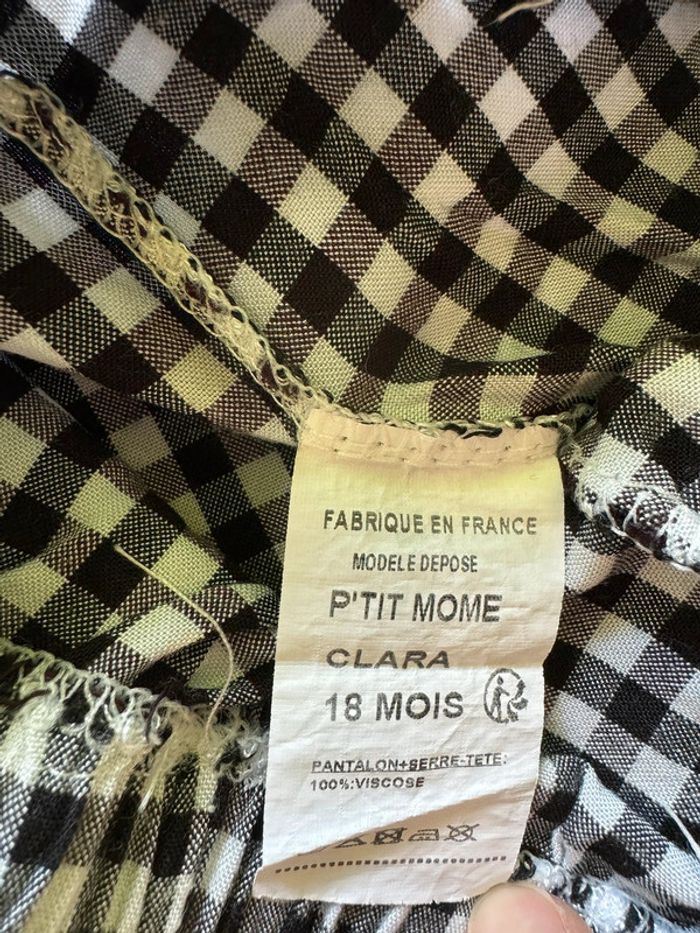 FABRIQUE EN FRANCE
MODELE DEPOSE
P'TIT MOME
CLARA
18 MOIS
PANTALON+SERRE-TETE:
100%:VISCOSE